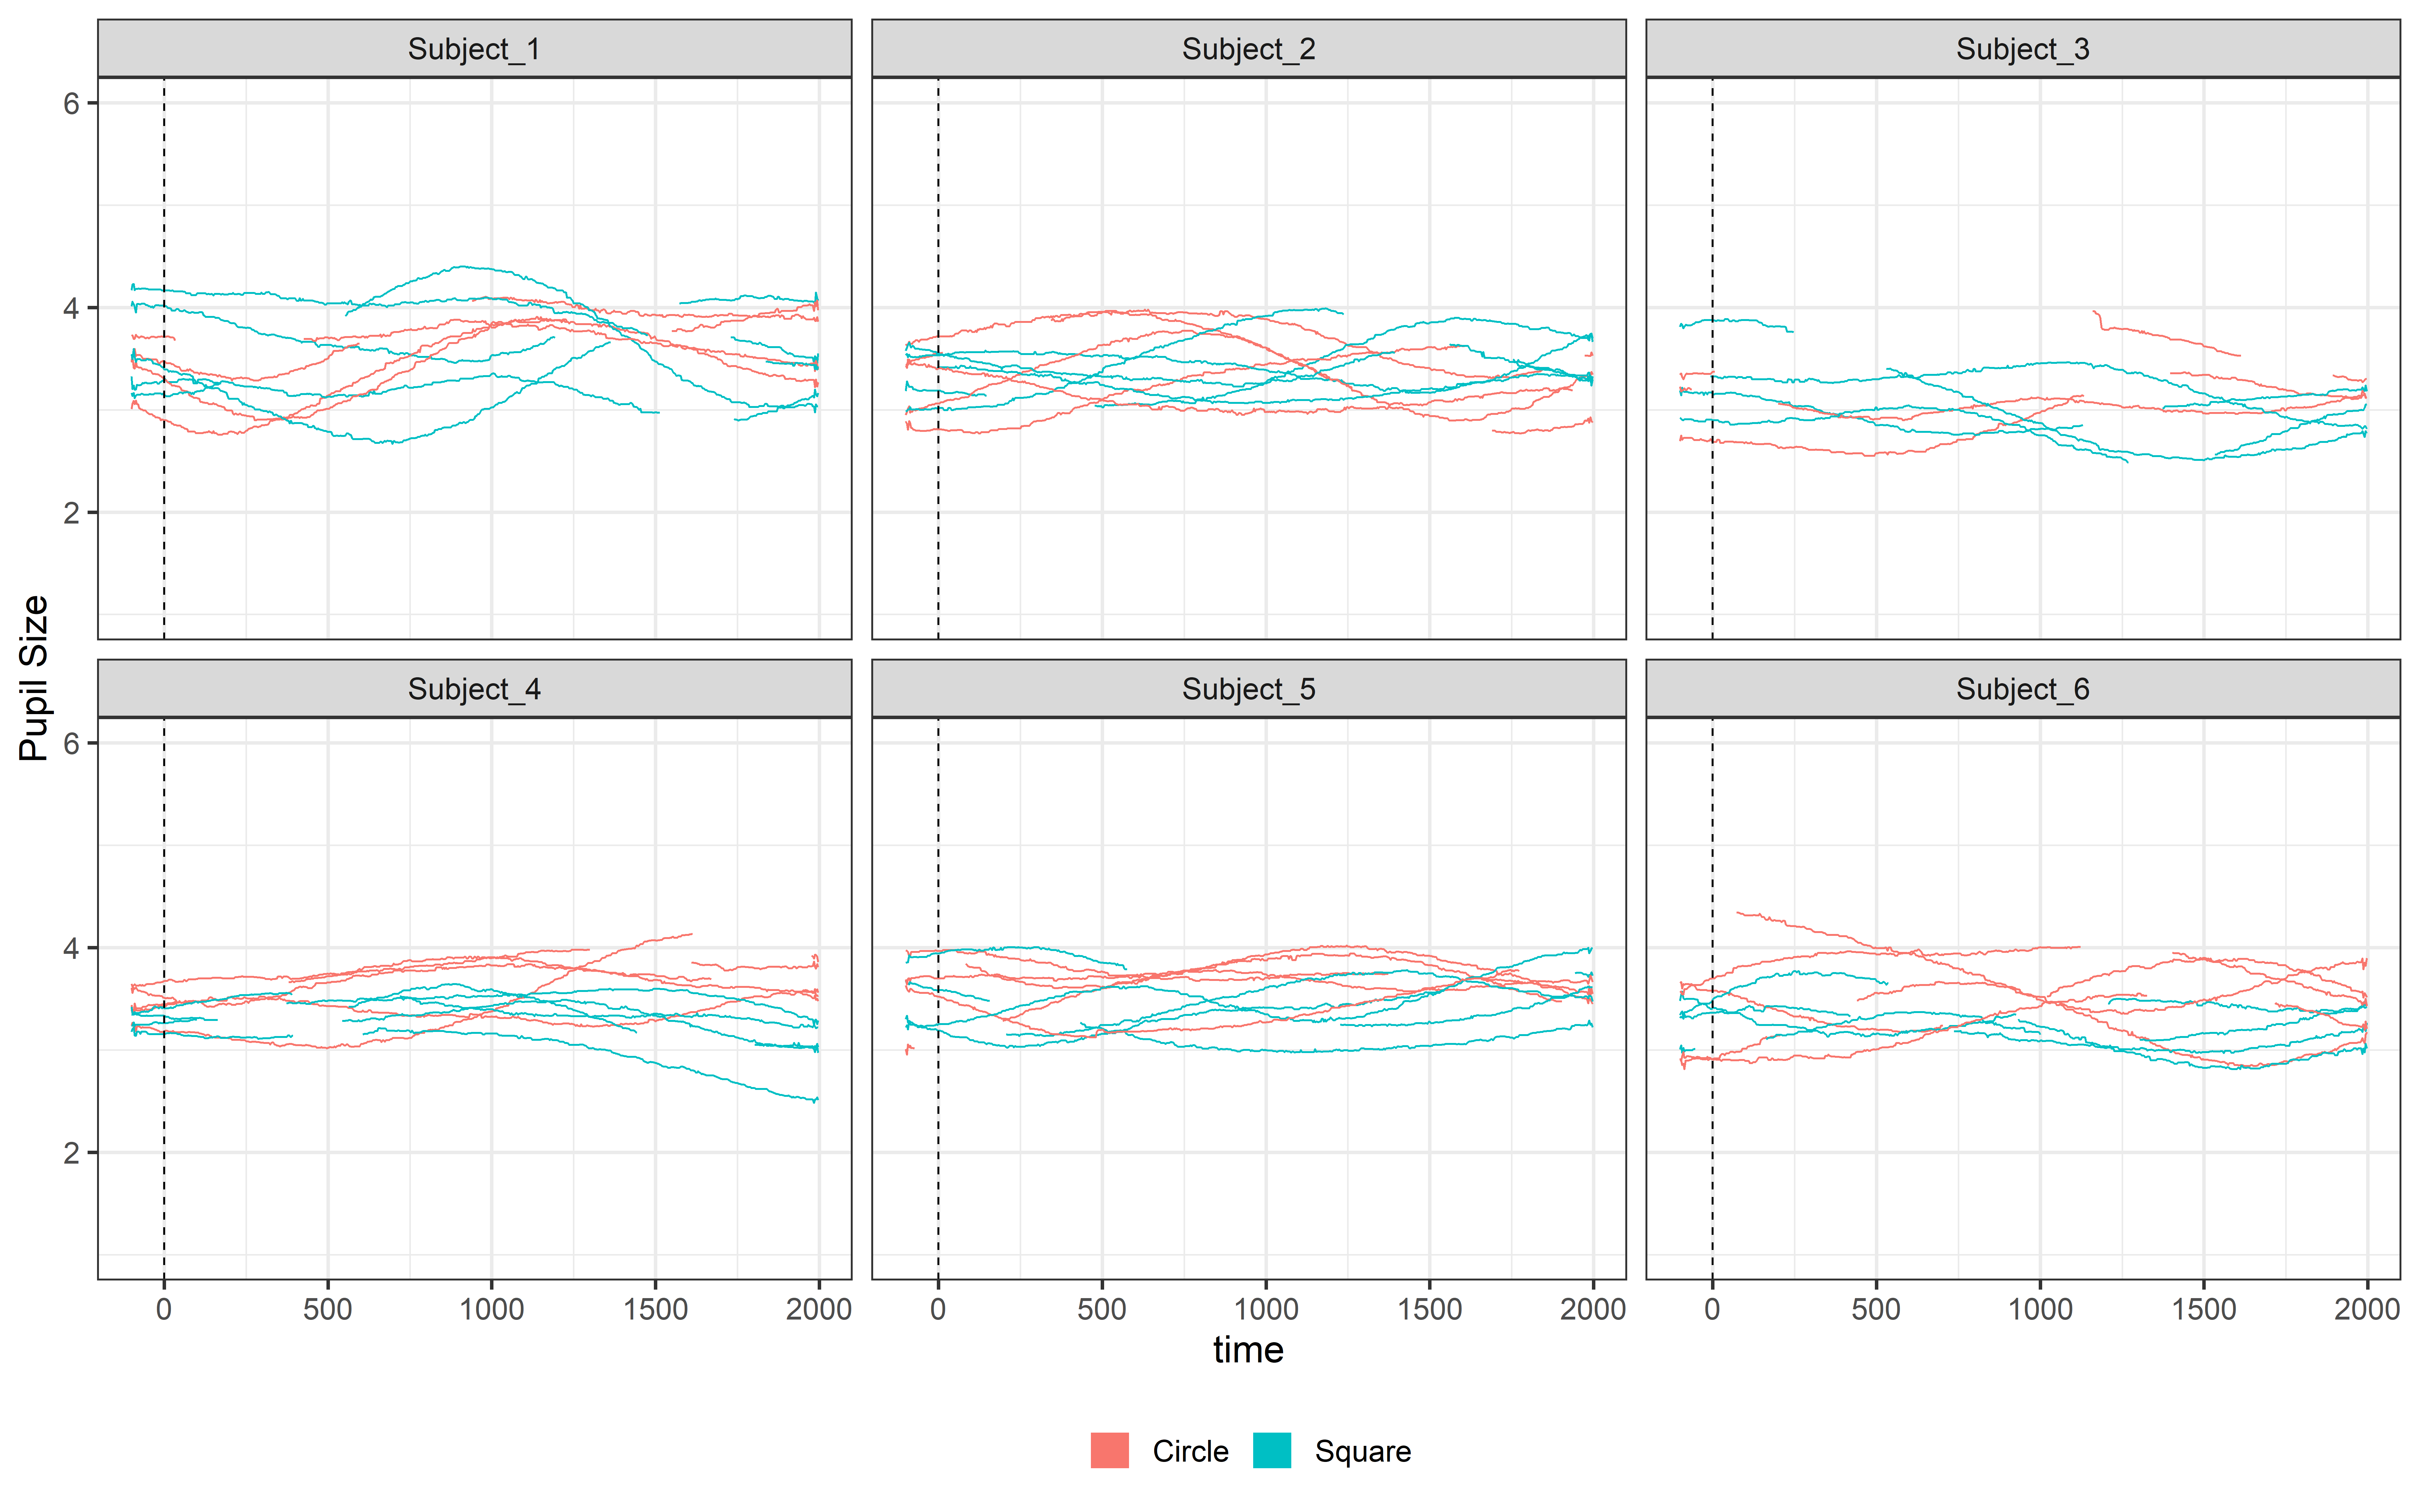 Subject_1 Subject_2 Subject_3
6
4
2
Pupil Size
Subject_4 Subject_5 Subject_6
6
4
2
0 500 1000 1500 2000 0 500 1000 1500 2000 0 500 1000 1500 2000
time
Circle Square